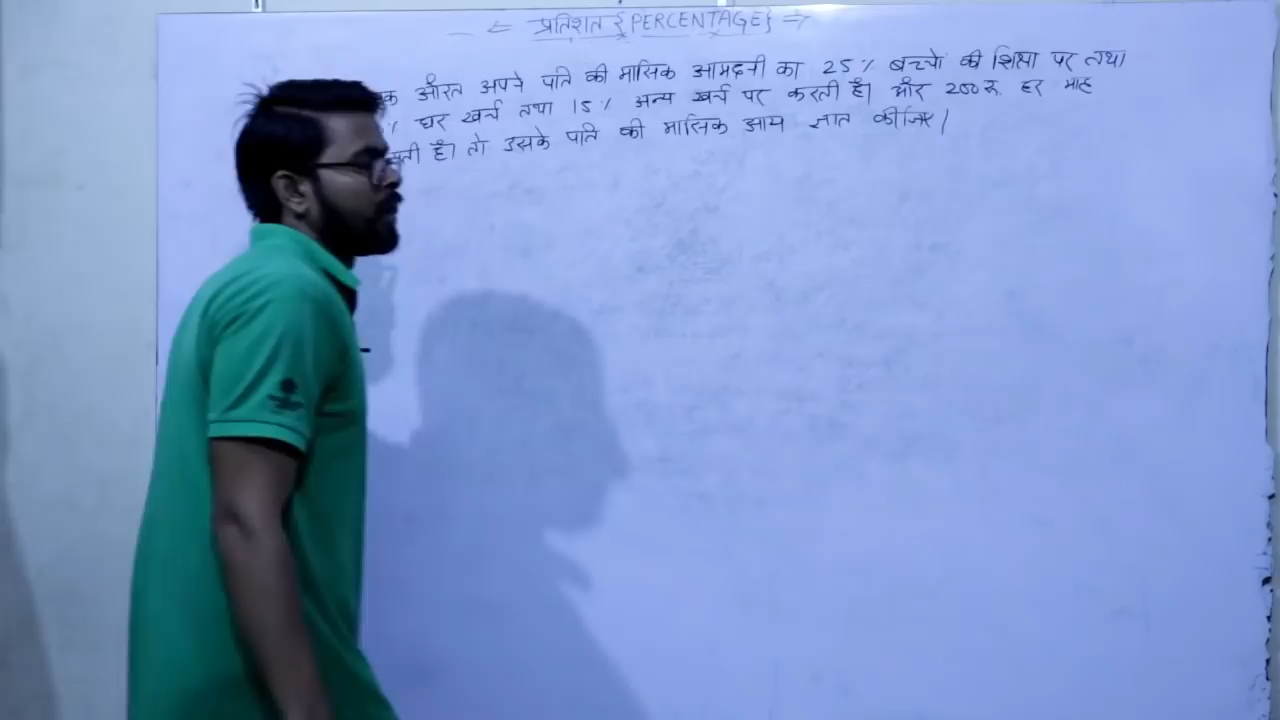 ← प्रतिशत {PERCENTAGE} →
औरत अपने पति की मासिक आमदनी का 25% बच्चों की शिक्षा पर तथा
% घर खर्च तथा 15% अन्य खर्च पर करती है। और 200 रू. हर माह
है। तो उसके पति की मासिक आय ज्ञात कीजिए।